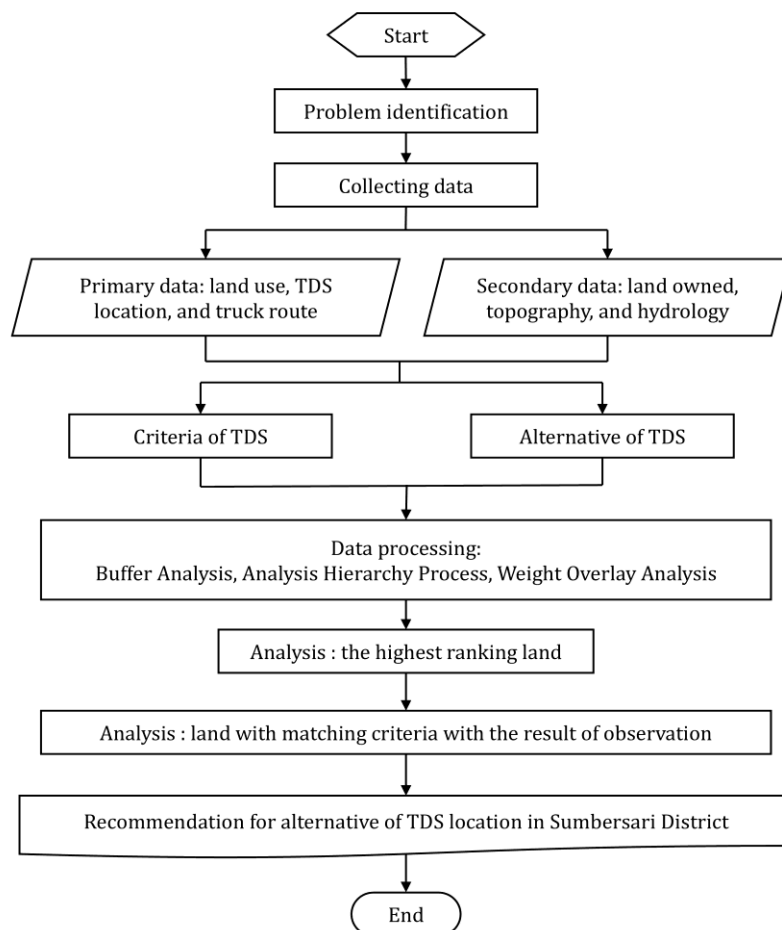 Start
Problem identification
Collecting data
Primary data: land use, TDS
location, and truck route
Secondary data: land owned,
topography, and hydrology
Criteria of TDS
Alternative of TDS
Data processing:
Buffer Analysis, Analysis Hierarchy Process, Weight Overlay Analysis
Analysis : the highest ranking land
Analysis : land with matching criteria with the result of observation
Recommendation for alternative of TDS location in Sumbersari District
End